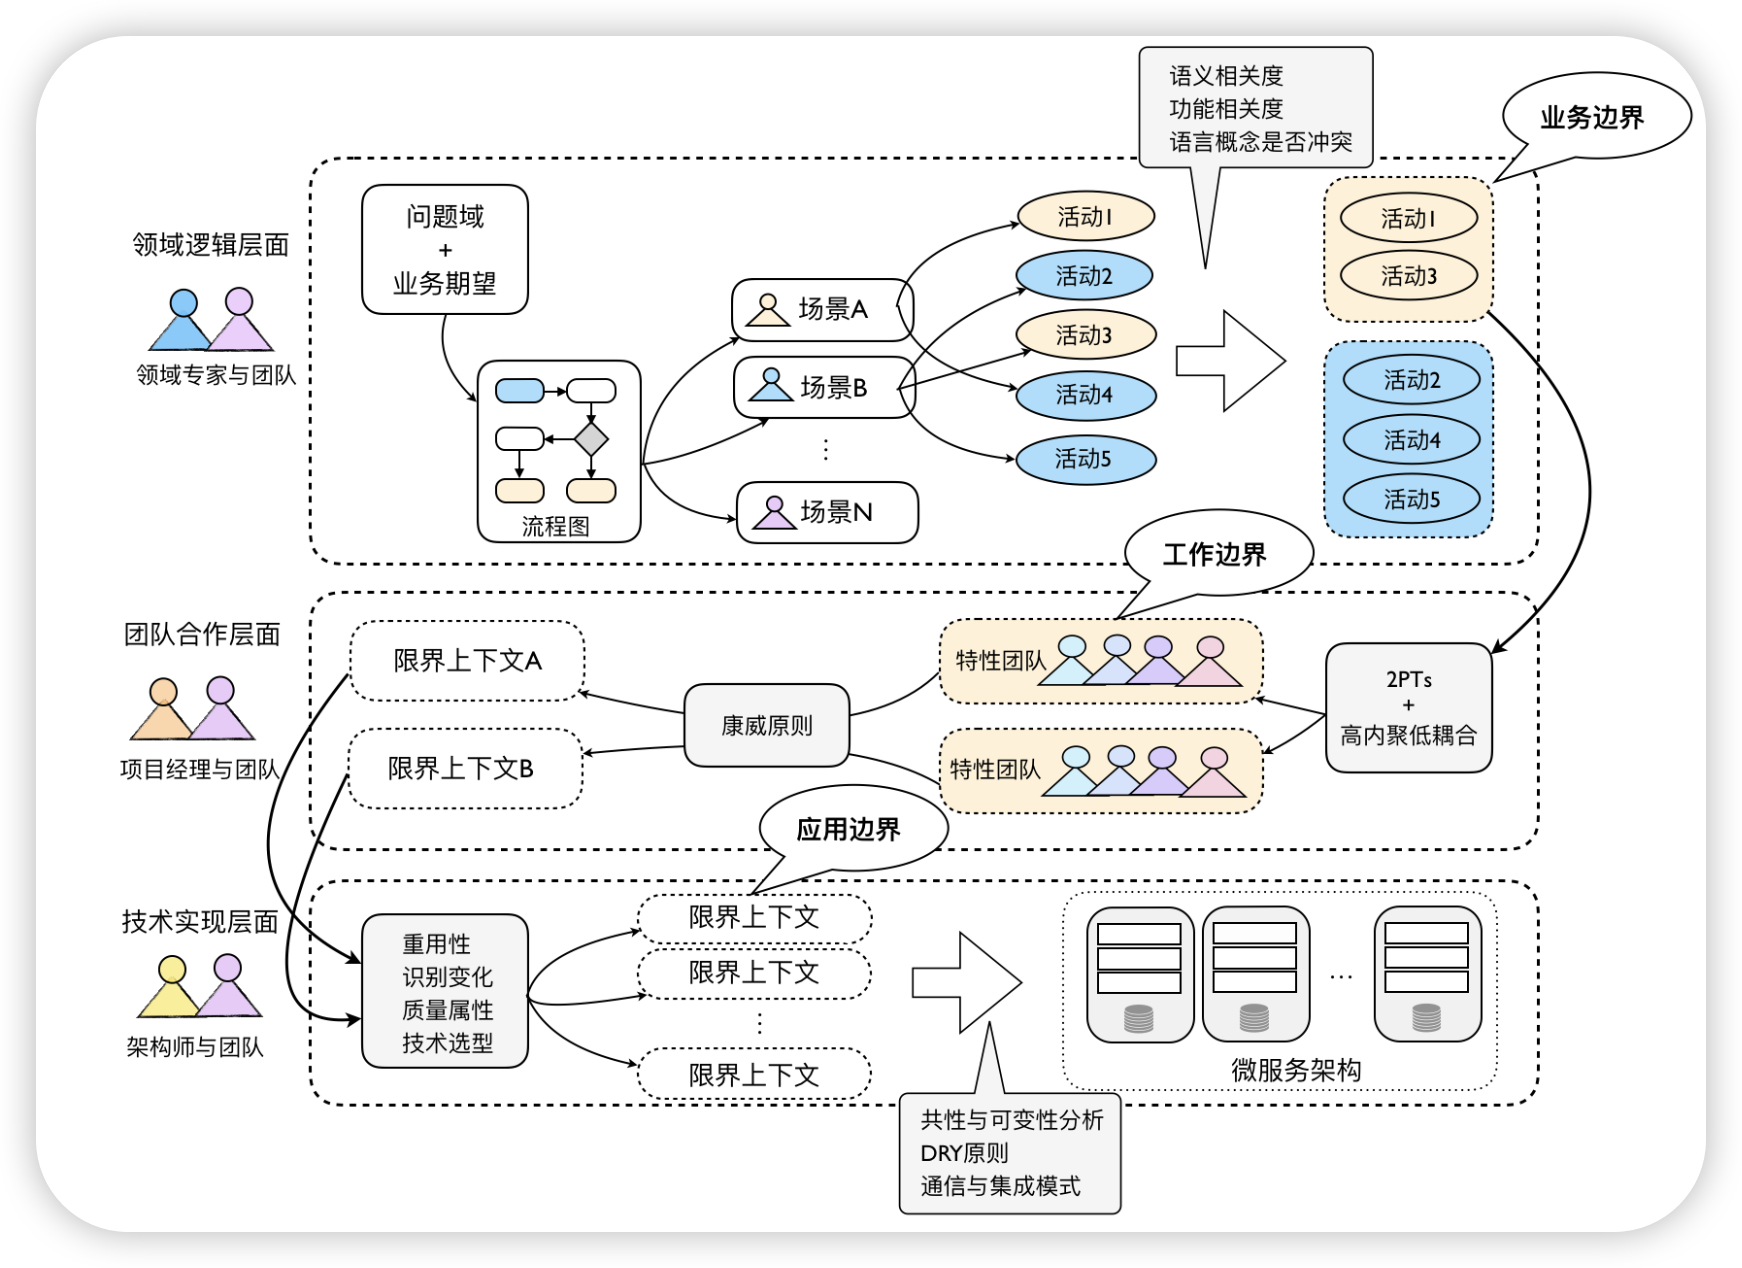 语义相关度
功能相关度
语言概念是否冲突
业务边界
领域逻辑层面
领域专家与团队
问题域
+
业务期望
流程图
场景A
场景B
⋮
场景N
活动1
活动2
活动3
活动4
活动5
活动1
活动3
活动2
活动4
活动5
工作边界
团队合作层面
项目经理与团队
限界上下文A
限界上下文B
康威原则
特性团队
特性团队
2PTs
+
高内聚低耦合
应用边界
技术实现层面
架构师与团队
重用性
识别变化
质量属性
技术选型
限界上下文
限界上下文
⋮
限界上下文
…
微服务架构
共性与可变性分析
DRY原则
通信与集成模式